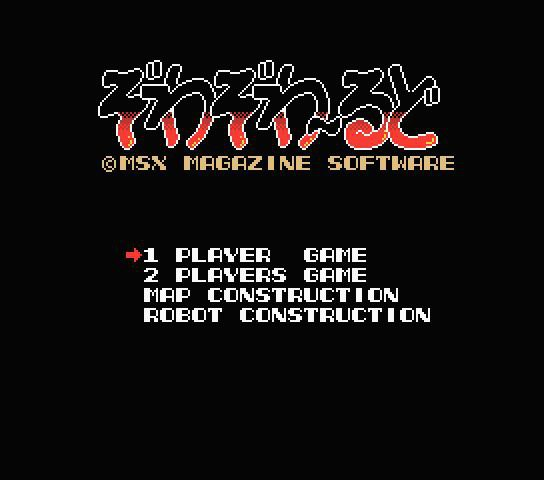 ©MSX MAGAZINE SOFTWARE
1 PLAYER GAME
2 PLAYERS GAME
MAP CONSTRUCTION
ROBOT CONSTRUCTION